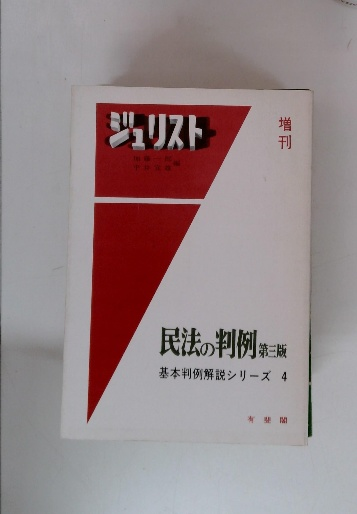 ジュリスト
増刊
民法の判例 第三版
基本判例解説シリーズ 4
有斐閣